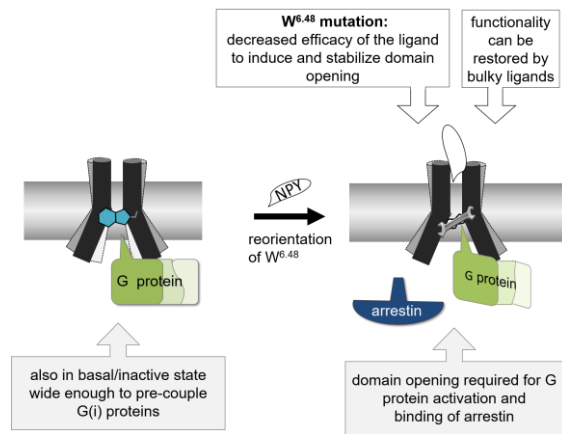 W6.48 mutation:
decreased efficacy of the ligand
to induce and stabilize domain
opening
functionality
can be
restored by
bulky ligands
NPY
reorientation
of W6.48
G protein
G protein
arrestin
also in basal/inactive state
wide enough to pre-couple
G(i) proteins
domain opening required for G
protein activation and
binding of arrestin